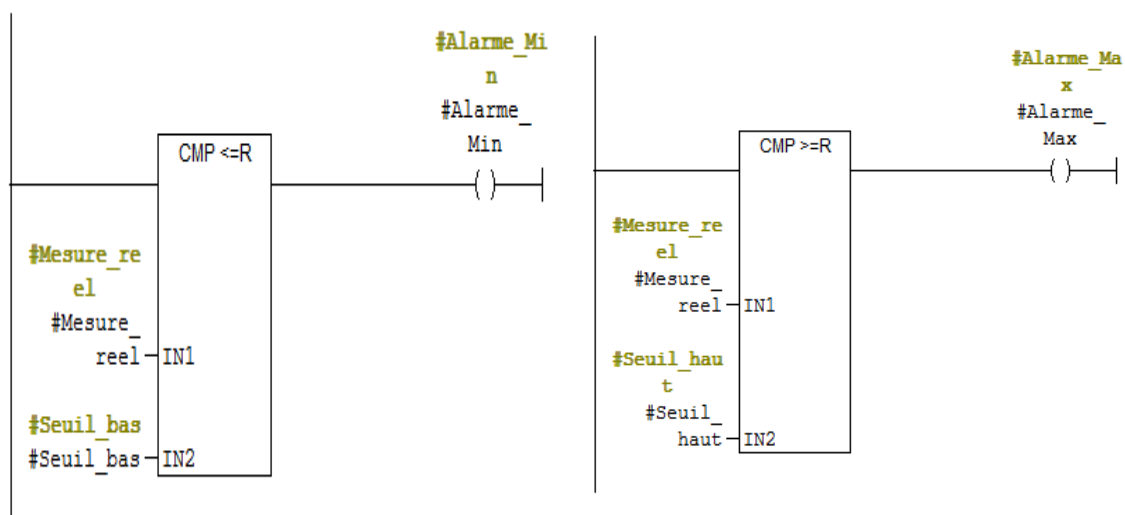 #Alarme_Mi
n
#Alarme_
Min
CMP <=R
#Mesure_re
el
#Mesure_
reel
IN1
#Seuil_bas
#Seuil_bas
IN2
#Alarme_Ma
x
#Alarme_
Max
CMP >=R
#Mesure_re
el
#Mesure_
reel
IN1
#Seuil_hau
t
#Seuil_
haut
IN2